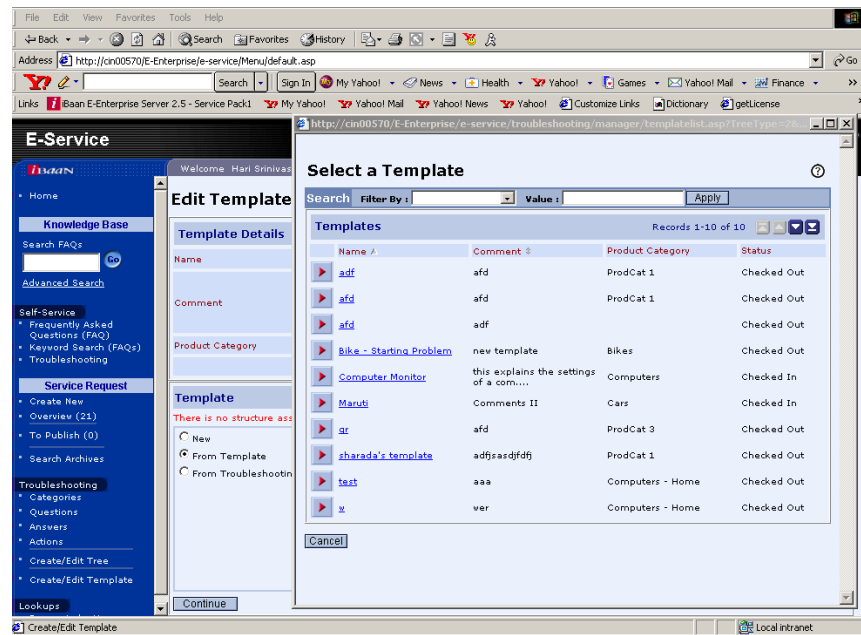 File Edit View Favorites Tools Help
Back Search Favorites History
Address http://cin00570/E-Enterprise/e-service/Menu/default.asp Go
Y! Search Sign In My Yahoo! News Health Yahoo! Games Yahoo! Mail Finance »
Links iBaan E-Enterprise Server 2.5 - Service Pack1 My Yahoo! Yahoo! Mail Yahoo! News Yahoo! Customize Links Dictionary getLicense
http://cin00570/E-Enterprise/e-service/troubleshooting/manager/templatelist.asp?TreeType=
E-Service
iBaan
Welcome Hari Srinivas
Home
Knowledge Base
Search FAQs
Go
Advanced Search
Self-Service
Frequently Asked
Questions (FAQ)
Keyword Search (FAQs)
Troubleshooting
Service Request
Create New
Overview (21)
To Publish (0)
Search Archives
Troubleshooting
Categories
Questions
Answers
Actions
Create/Edit Tree
Create/Edit Template
Lookups
Edit Template
Template Details
Name
Comment
Product Category
Template
There is no structure ass
New
From Template
From Troubleshootin
Continue
Select a Template
Search Filter By : Value : Apply
Templates Records 1-10 of 10
Name Comment Product Category Status
adf afd ProdCat 1 Checked Out
afd afd ProdCat 1 Checked Out
afd adf Checked Out
Bike - Starting Problem new template Bikes Checked Out
Computer Monitor this explains the settings of a com.... Computers Checked In
Maruti Comments II Cars Checked In
qr afd ProdCat 3 Checked Out
sharada's template adfjsasdjfdfj ProdCat 1 Checked Out
test aaa Computers - Home Checked Out
w wer Computers - Home Checked Out
Cancel
Create/Edit Template Local intranet